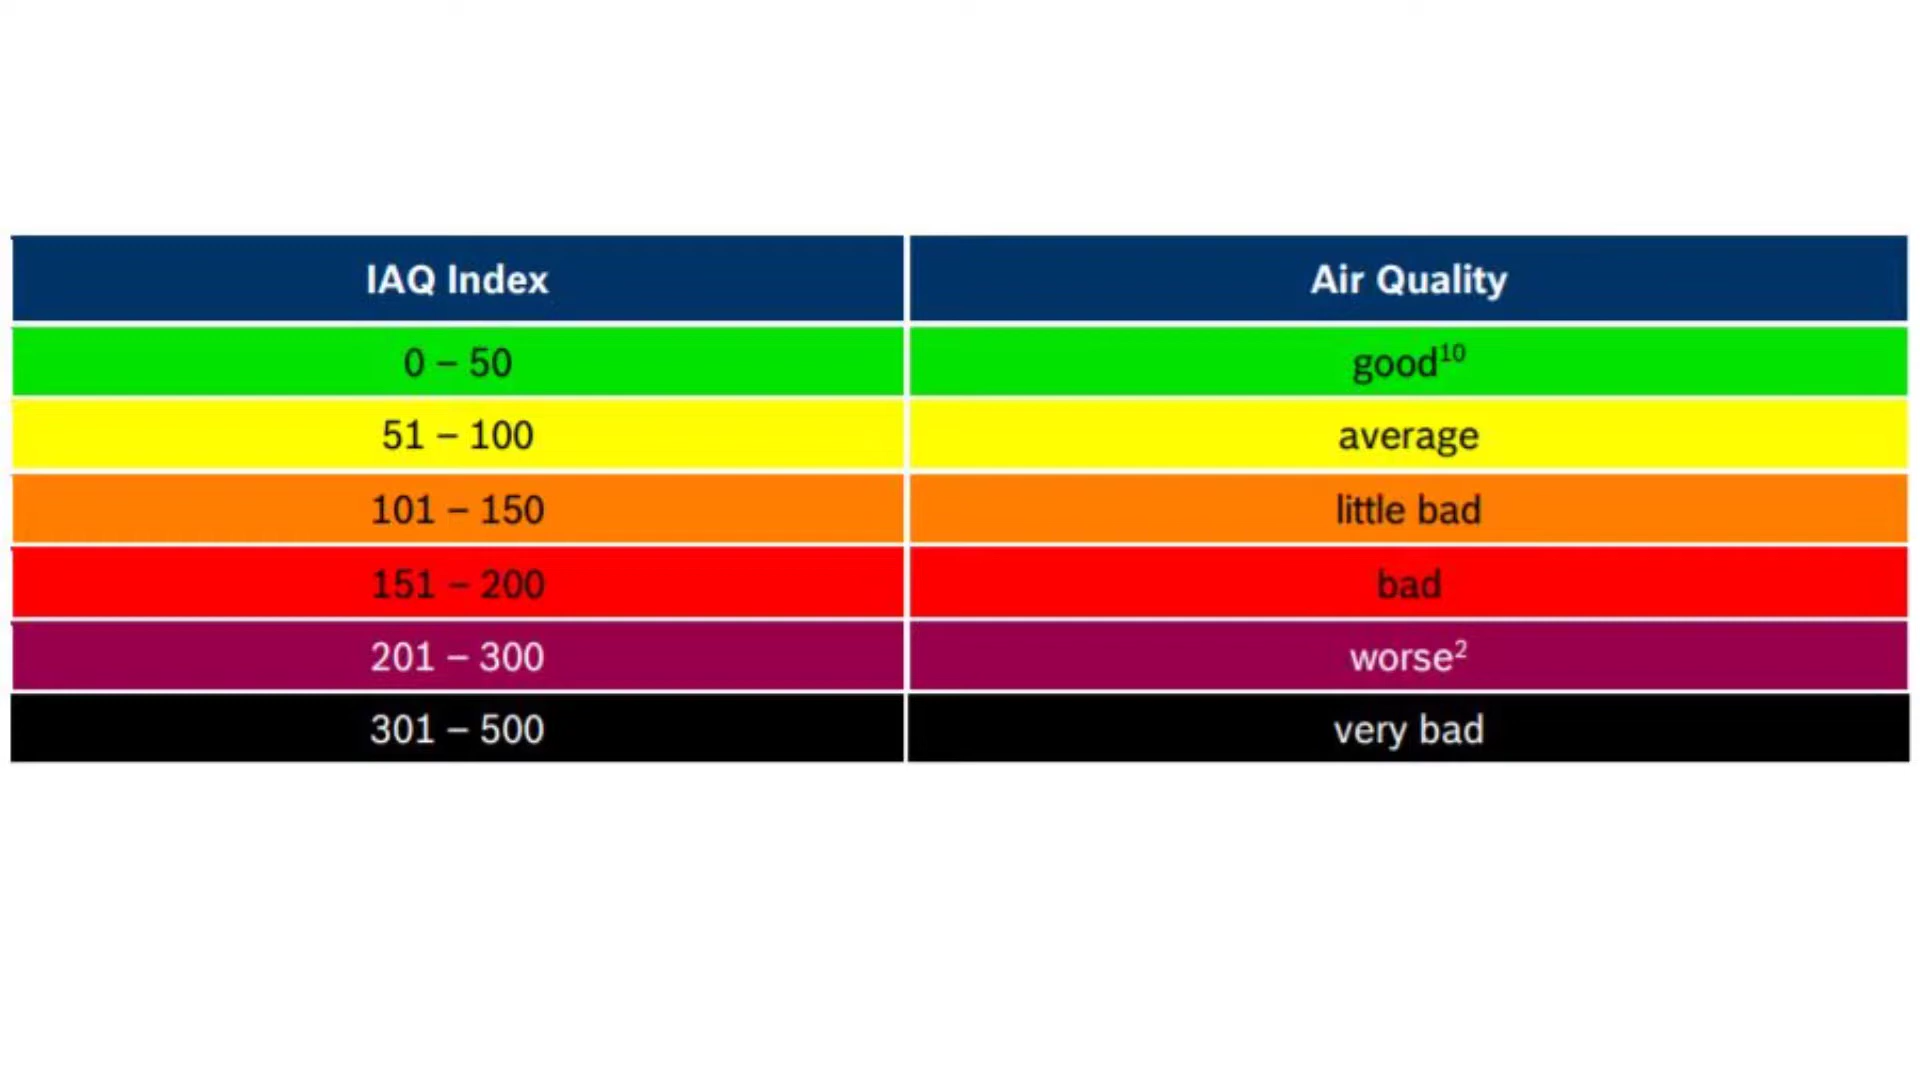 IAQ Index Air Quality
0 – 50 good¹⁰
51 – 100 average
101 – 150 little bad
151 – 200 bad
201 – 300 worse²
301 – 500 very bad